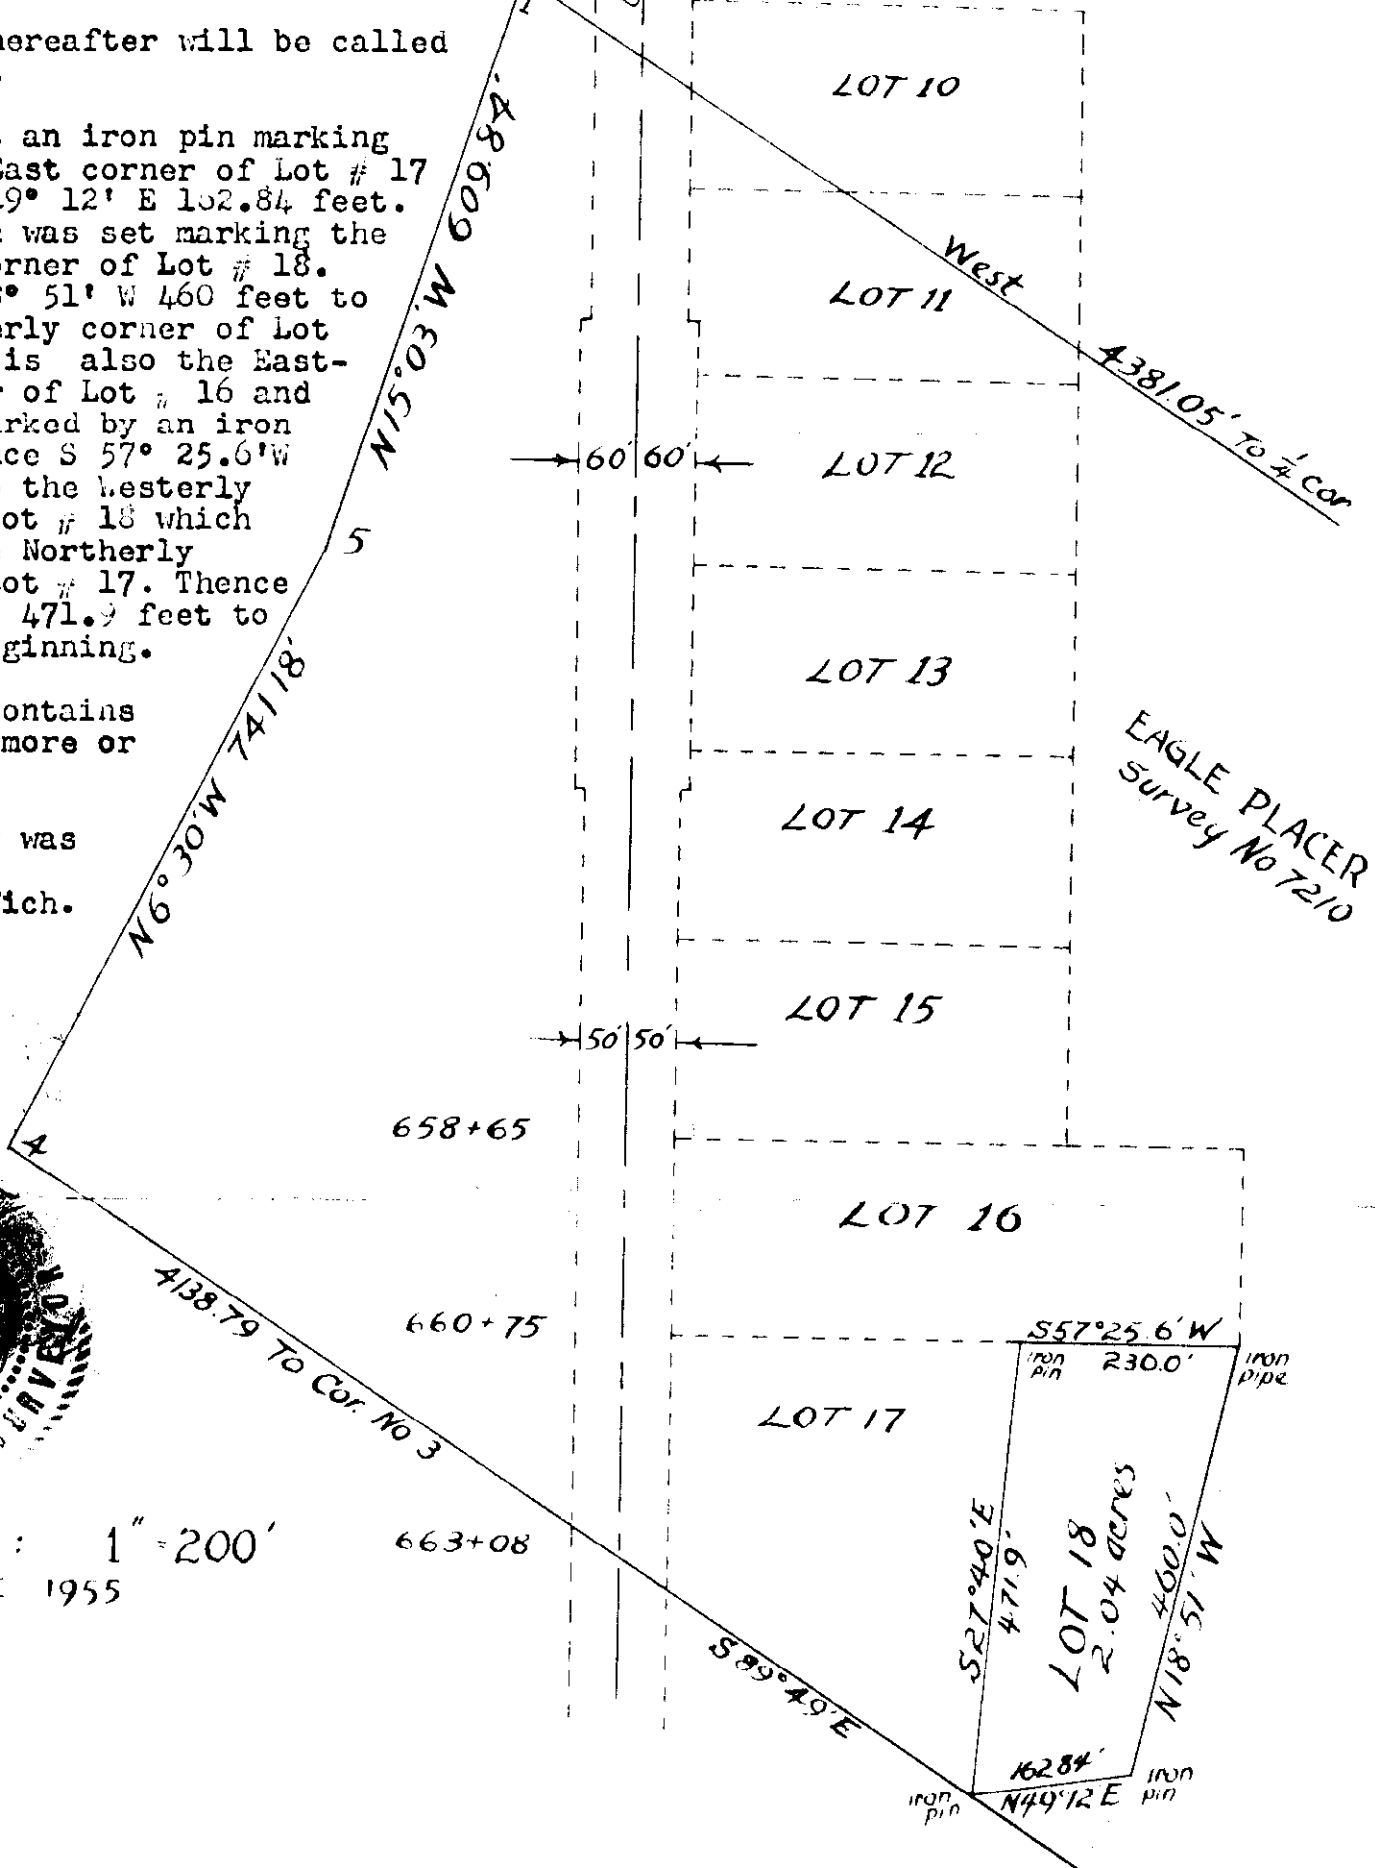 hereafter will be called
an iron pin marking
East corner of Lot # 17
9° 12' E 162.84 feet.
was set marking the
orner of Lot # 18.
° 51' W 460 feet to
erly corner of Lot
is also the East-
of Lot # 16 and
rked by an iron
ce S 57° 25.6'W
the Westerly
ot # 18 which
Northerly
ot # 17. Thence
471.9 feet to
ginning.
ontains
more or
was
ich.
1
N15°03'W 609.84'
5
N6°30'W 741.18'
4
4138.79 To Cor. No 3
S 89°49'E
West
4381.05' To 1/4 Cor
LOT 10
LOT 11
60' 60'
LOT 12
LOT 13
EAGLE PLACER
Survey No 7210
LOT 14
LOT 15
50' 50'
658+65
LOT 16
660+75
S57°25.6'W
230.0'
iron
pin
iron
pipe
LOT 17
663+08
S27°40'E
471.9'
LOT 18
2.04 acres
460.0'
N18°51'W
162.84'
N49°12'E
iron
pin
iron
pin
: 1" = 200'
1955